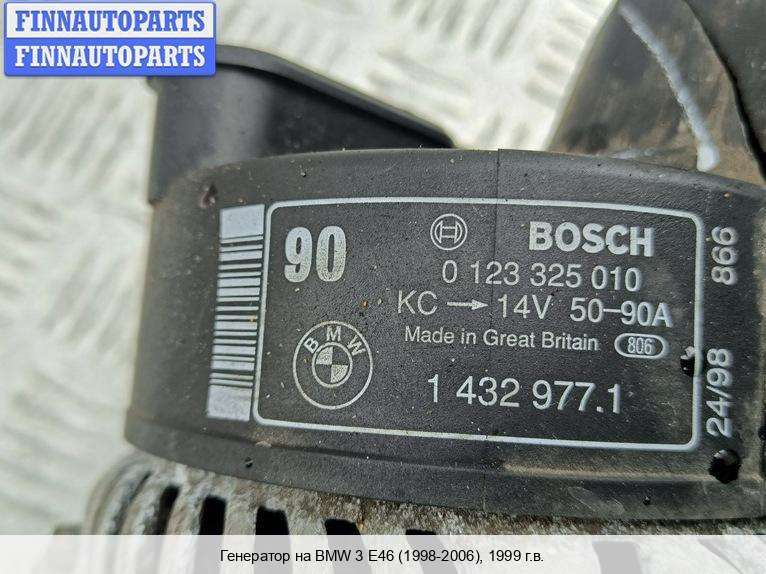 FINNAUTOPARTS
FINNAUTOPARTS
90
BOSCH
0 123 325 010
KC → 14V 50-90A
Made in Great Britain 806
BMW
1 432 977.1
24/98 866
Генератор на BMW 3 E46 (1998-2006), 1999 г.в.